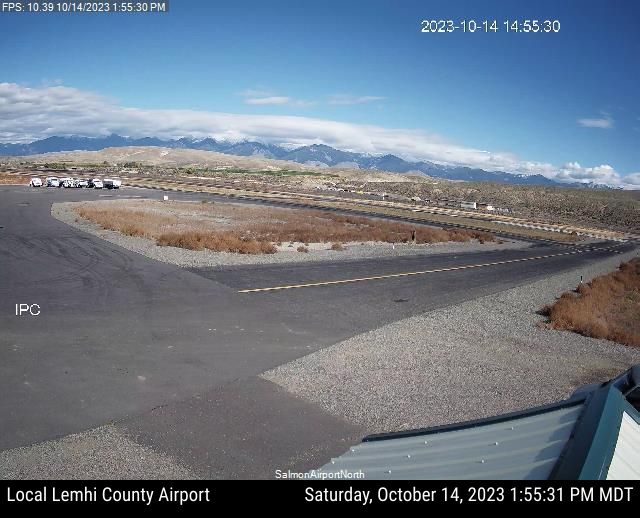 FPS: 10.39 10/14/2023 1:55:30 PM
2023-10-14 14:55:30
IPC
SalmonAirportNorth
Local Lemhi County Airport Saturday, October 14, 2023 1:55:31 PM MDT